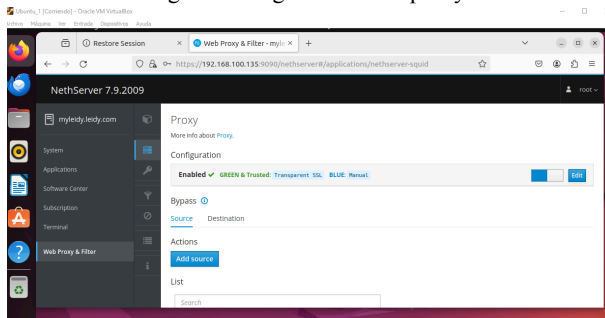 Ubuntu_1 [Corriendo] - Oracle VM VirtualBox
Archivo Máquina Ver Entrada Dispositivos Ayuda
Restore Session
Web Proxy & Filter - myle
https://192.168.100.135:9090/nethserver#/applications/nethserver-squid
NethServer 7.9.2009
root
myleidy.leidy.com
System
Applications
Software Center
Subscription
Terminal
Web Proxy & Filter
Proxy
More info about Proxy.
Configuration
Enabled GREEN & Trusted: Transparent SSL BLUE: Manual
Edit
Bypass
Source Destination
Actions
Add source
List
Search